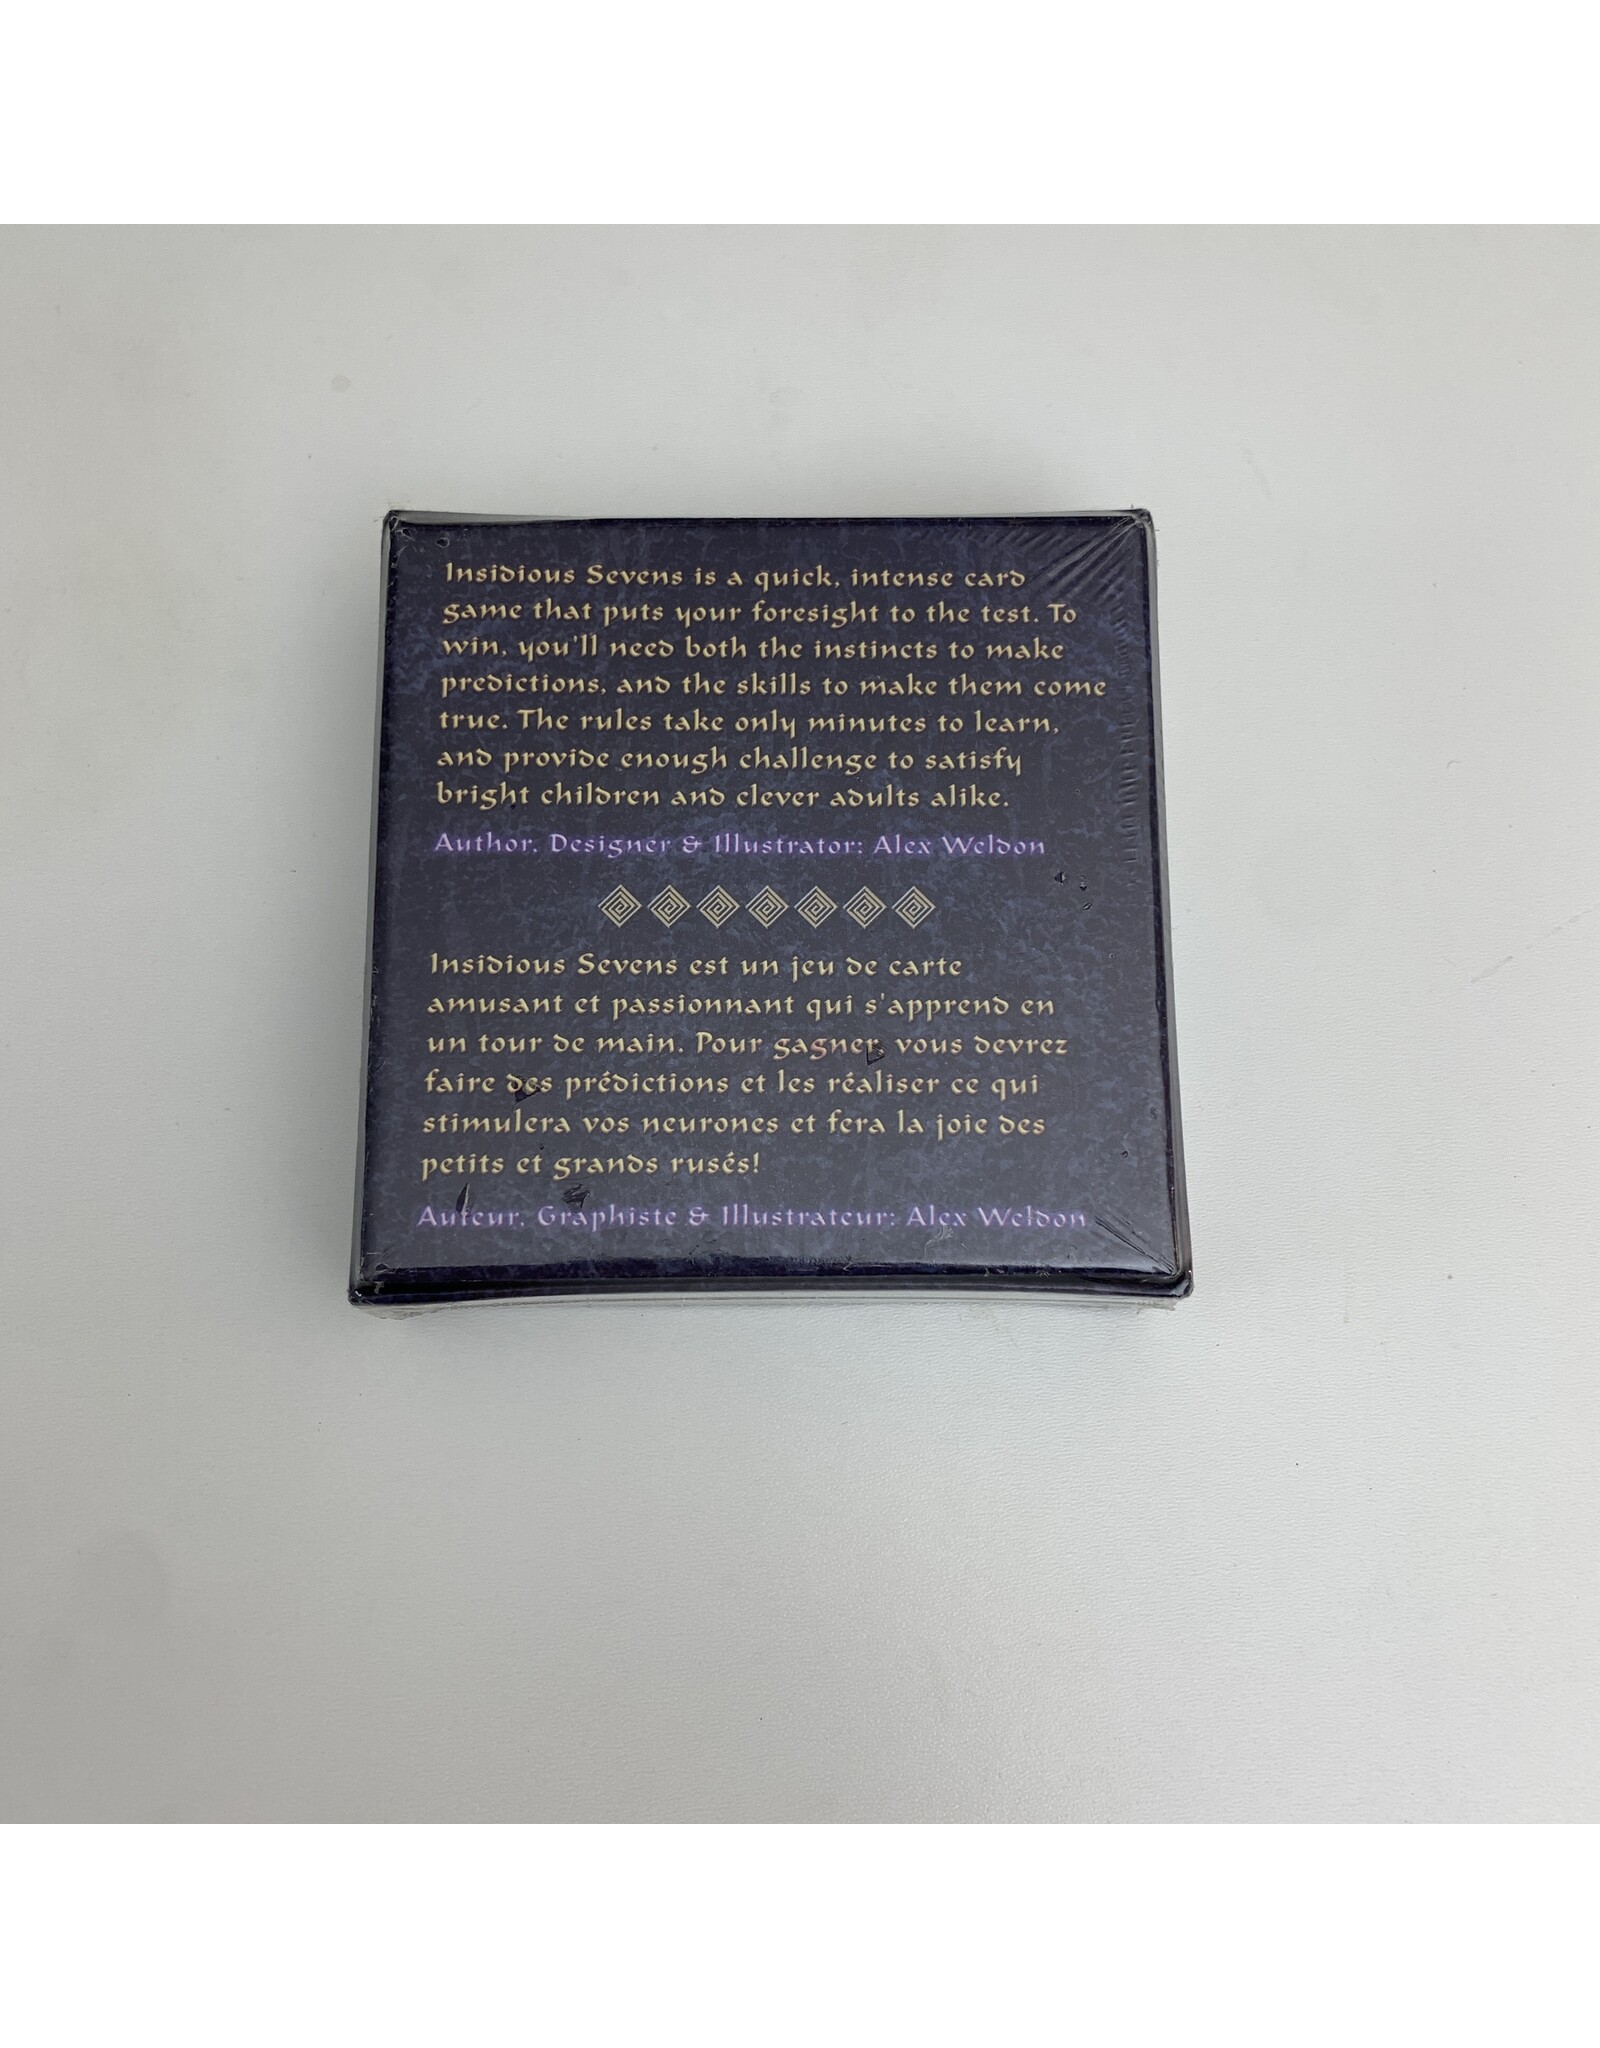 Insidious Sevens is a quick, intense card
game that puts your foresight to the test. To
win, you'll need both the instincts to make
predictions, and the skills to make them come
true. The rules take only minutes to learn,
and provide enough challenge to satisfy
bright children and clever adults alike.
Author, Designer & Illustrator: Alex Weldon
Insidious Sevens est un jeu de carte
amusant et passionnant qui s'apprend en
un tour de main. Pour gagner, vous devrez
faire des prédictions et les réaliser ce qui
stimulera vos neurones et fera la joie des
petits et grands rusés!
Auteur, Graphiste & Illustrateur: Alex Weldon